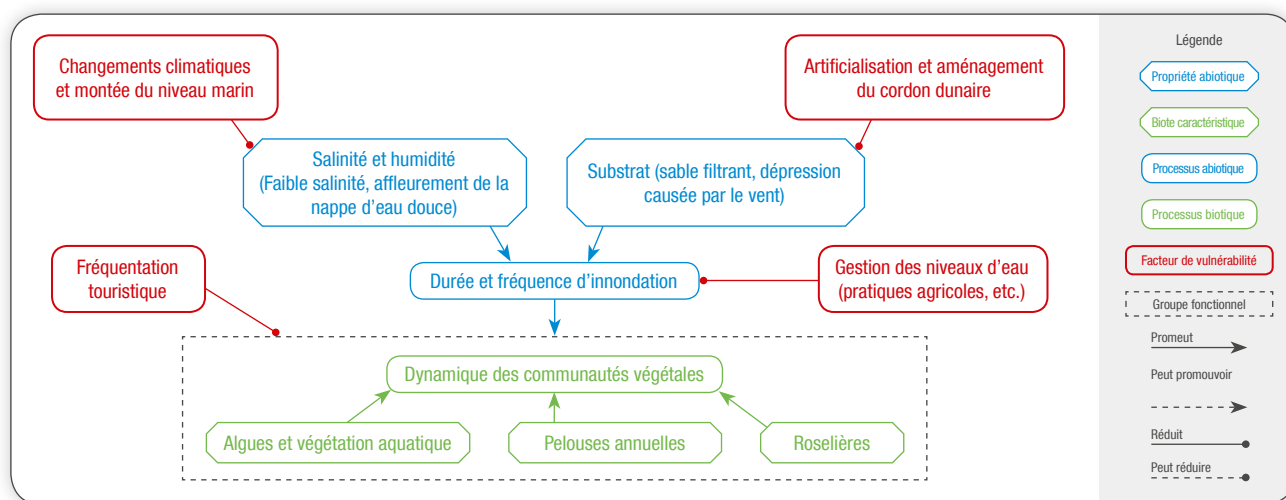 Changements climatiques
et montée du niveau marin
Artificialisation et aménagement
du cordon dunaire
Salinité et humidité
(Faible salinité, affleurement de la
nappe d'eau douce)
Substrat (sable filtrant, dépression
causée par le vent)
Fréquentation
touristique
Durée et fréquence d'innondation
Gestion des niveaux d'eau
(pratiques agricoles, etc.)
Dynamique des communautés végétales
Algues et végétation aquatique
Pelouses annuelles
Roselières
Légende
Propriété abiotique
Biote caractéristique
Processus abiotique
Processus biotique
Facteur de vulnérabilité
Groupe fonctionnel
Promeut
Peut promouvoir
Réduit
Peut réduire